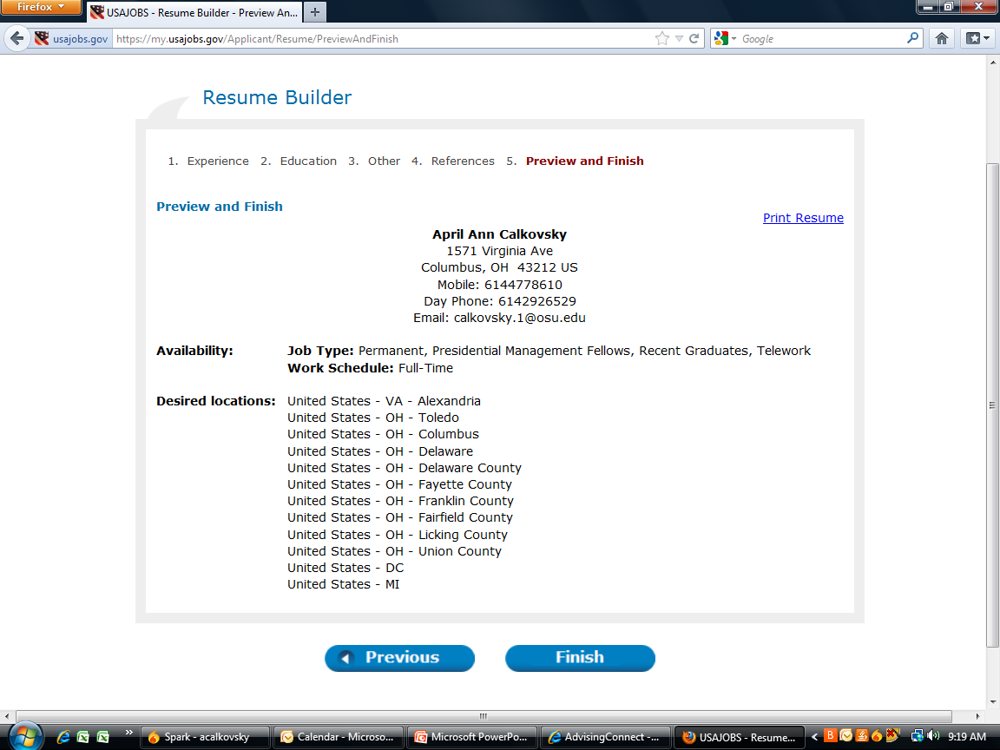 Firefox
USAJOBS - Resume Builder - Preview An...
usajobs.gov https://my.usajobs.gov/Applicant/Resume/PreviewAndFinish Google
Resume Builder
1. Experience 2. Education 3. Other 4. References 5. Preview and Finish
Preview and Finish
Print Resume
April Ann Calkovsky
1571 Virginia Ave
Columbus, OH 43212 US
Mobile: 6144778610
Day Phone: 6142926529
Email: calkovsky.1@osu.edu
Availability: Job Type: Permanent, Presidential Management Fellows, Recent Graduates, Telework
Work Schedule: Full-Time
Desired locations: United States - VA - Alexandria
United States - OH - Toledo
United States - OH - Columbus
United States - OH - Delaware
United States - OH - Delaware County
United States - OH - Fayette County
United States - OH - Franklin County
United States - OH - Fairfield County
United States - OH - Licking County
United States - OH - Union County
United States - DC
United States - MI
Previous Finish
Spark - acalkovsky Calendar - Microso... Microsoft PowerPo... AdvisingConnect -... USAJOBS - Resume... 9:19 AM